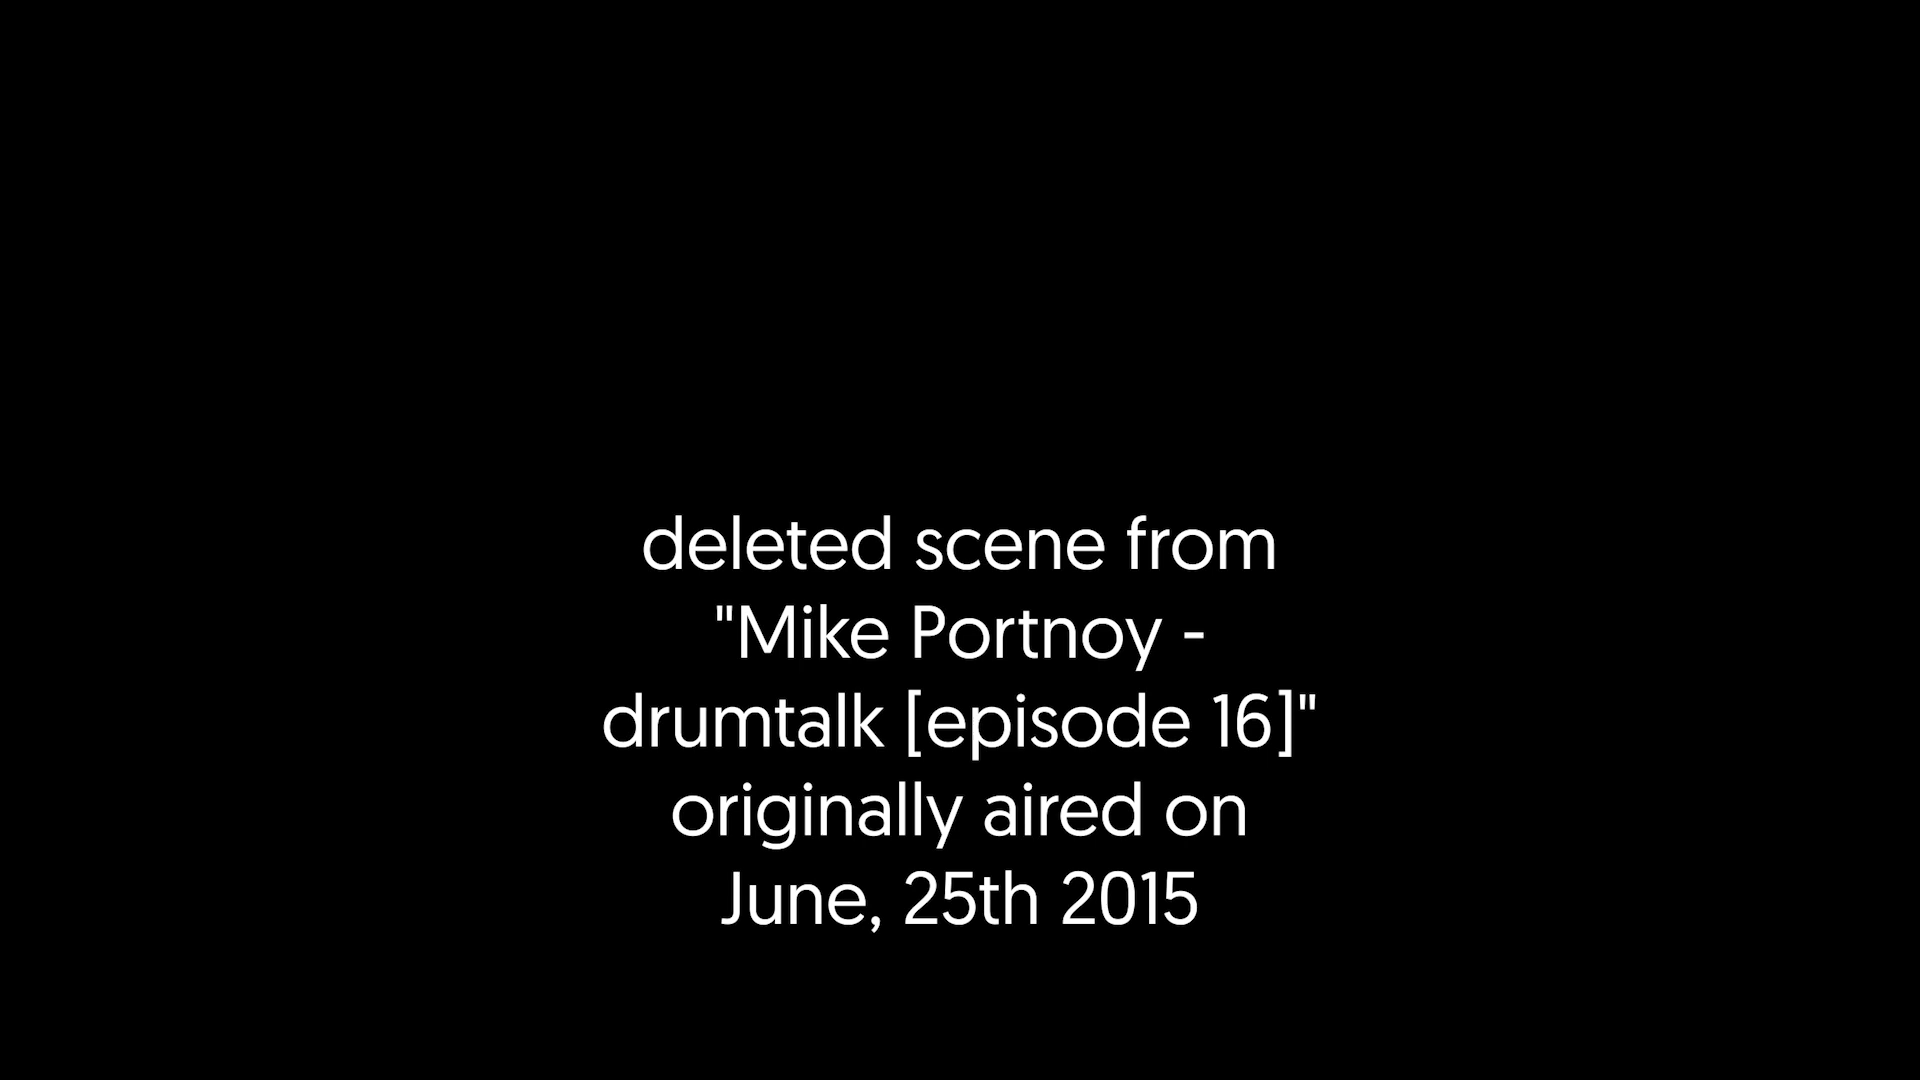 deleted scene from
"Mike Portnoy -
drumtalk [episode 16]"
originally aired on
June, 25th 2015